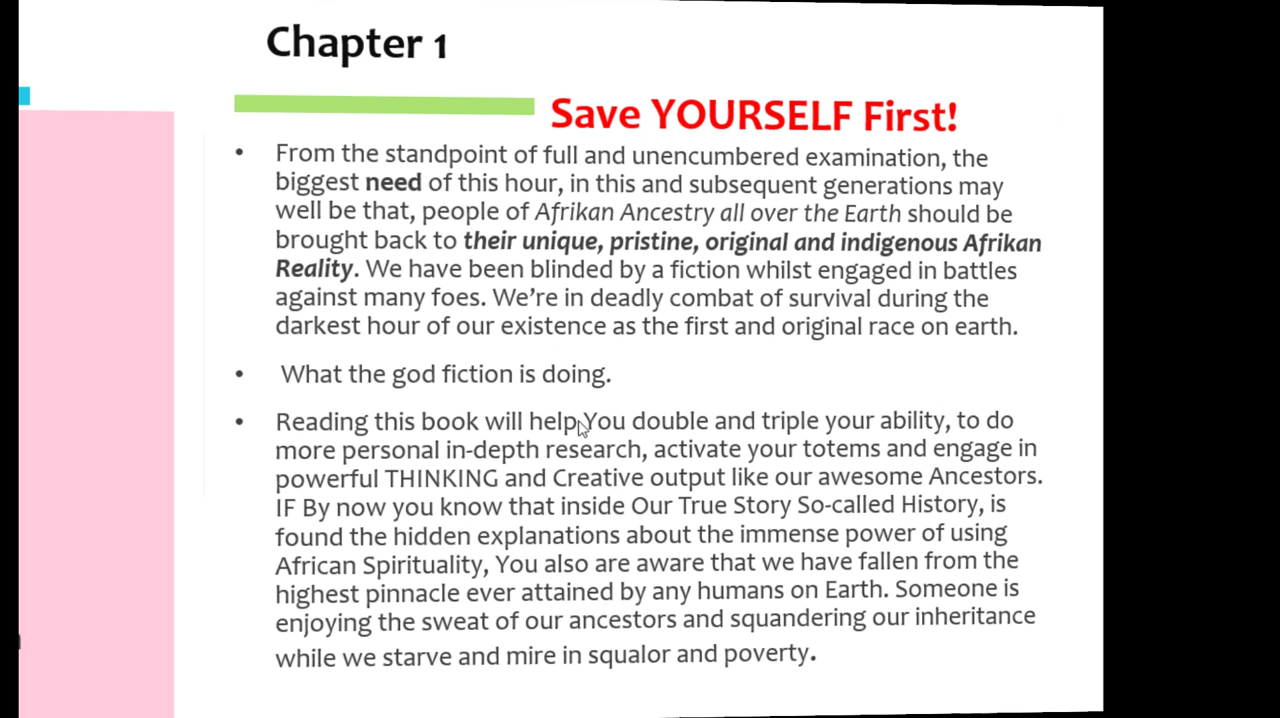 Chapter 1
Save YOURSELF First!
• From the standpoint of full and unencumbered examination, the
biggest need of this hour, in this and subsequent generations may
well be that, people of Afrikan Ancestry all over the Earth should be
brought back to their unique, pristine, original and indigenous Afrikan
Reality. We have been blinded by a fiction whilst engaged in battles
against many foes. We're in deadly combat of survival during the
darkest hour of our existence as the first and original race on earth.
• What the god fiction is doing.
• Reading this book will help You double and triple your ability, to do
more personal in-depth research, activate your totems and engage in
powerful THINKING and Creative output like our awesome Ancestors.
IF By now you know that inside Our True Story So-called History, is
found the hidden explanations about the immense power of using
African Spirituality, You also are aware that we have fallen from the
highest pinnacle ever attained by any humans on Earth. Someone is
enjoying the sweat of our ancestors and squandering our inheritance
while we starve and mire in squalor and poverty.